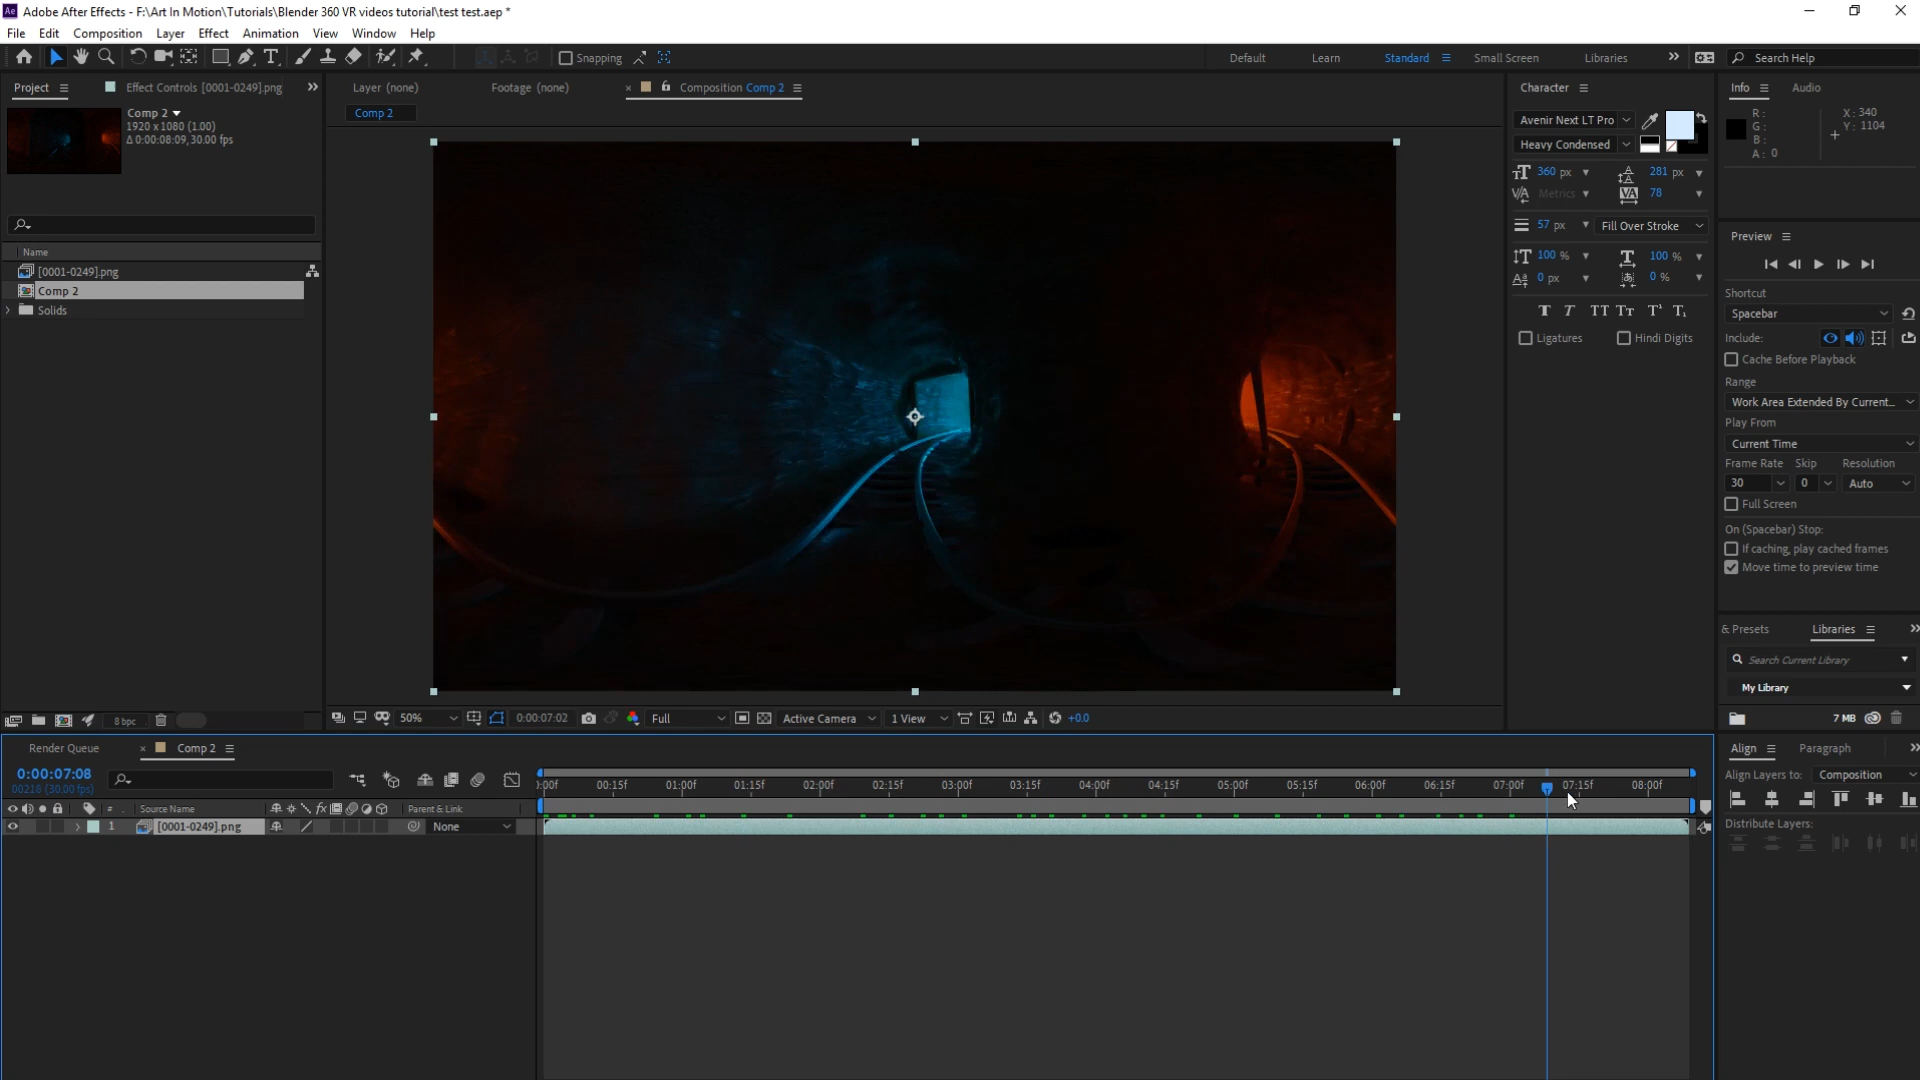 Adobe After Effects - F:\Art In Motion\Tutorials\Blender 360 VR videos tutorial\test test.aep *
File Edit Composition Layer Effect Animation View Window Help
Snapping
Default Learn Standard Small Screen Libraries
Search Help
Project
Effect Controls [0001-0249].png
Comp 2
1920 x 1080 (1.00)
Δ 0:00:08:09, 30.00 fps
Name
[0001-0249].png
Comp 2
Solids
8 bpc
Layer (none)
Footage (none)
Composition Comp 2
Comp 2
50%
0:00:07:02
Full
Active Camera
1 View
+0.0
Character
Avenir Next LT Pro
Heavy Condensed
360 px
281 px
Metrics
78
57 px
Fill Over Stroke
100 %
100 %
0 px
0 %
Ligatures
Hindi Digits
Info
Audio
R:
G:
B:
A: 0
X: 340
Y: 1104
Preview
Shortcut
Spacebar
Include:
Cache Before Playback
Range
Work Area Extended By Current...
Play From
Current Time
Frame Rate Skip Resolution
30 0 Auto
Full Screen
On (Spacebar) Stop:
If caching, play cached frames
Move time to preview time
& Presets
Libraries
Search Current Library
My Library
7 MB
Render Queue
Comp 2
0:00:07:08
00218 (30.00 fps)
# Source Name
Parent & Link
1 [0001-0249].png
None
):00f 00:15f 01:00f 01:15f 02:00f 02:15f 03:00f 03:15f 04:00f 04:15f 05:00f 05:15f 06:00f 06:15f 07:00f 07:15f 08:00f
Align
Paragraph
Align Layers to: Composition
Distribute Layers: